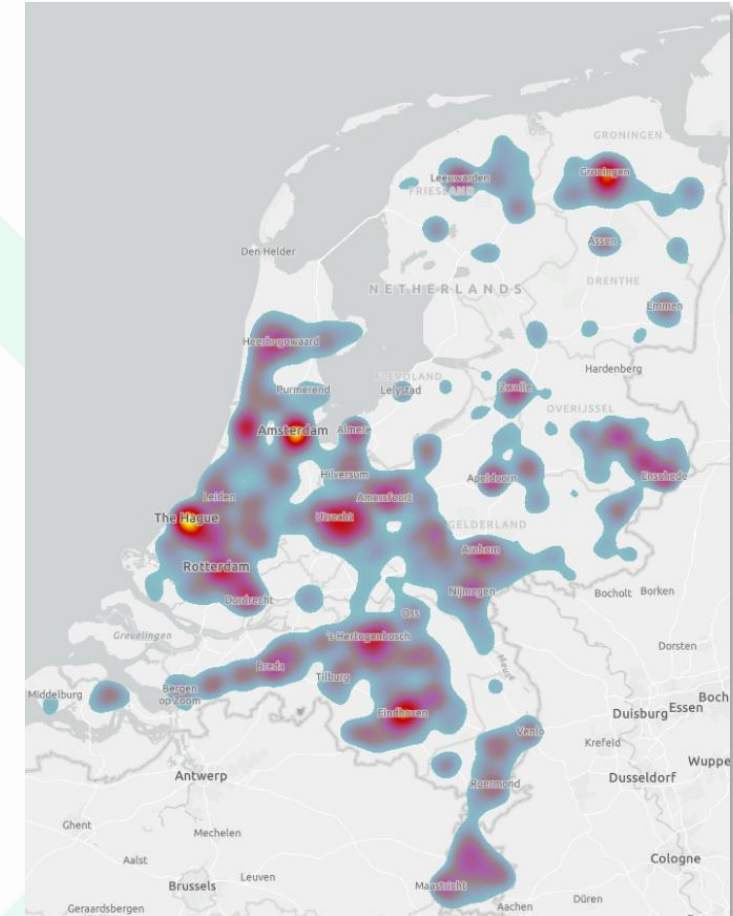 GRONINGEN
Leeuwarden
Groningen
FRIESLAND
Assen
Den Helder
DRENTHE
NETHERLANDS
Emmen
Heerhugowaard
Hardenberg
FLEVOLAND
Purmerend
Lelystad
Zwolle
OVERIJSSEL
Amsterdam
Almere
Hilversum
Apeldoorn
Enschede
Leiden
Amersfoort
The Hague
Utrecht
GELDERLAND
Arnhem
Rotterdam
Nijmegen
Bocholt
Borken
Dordrecht
Oss
Grevelingen
's-Hertogenbosch
Dorsten
Meuse
Breda
Tilburg
Middelburg
Bergen
op Zoom
Boch
Essen
Duisburg
Eindhoven
Venlo
Krefeld
Wuppe
Antwerp
Dusseldorf
Roermond
Ghent
Mechelen
Aalst
Cologne
Leuven
Brussels
Maastricht
Düren
Aachen
Geraardsbergen